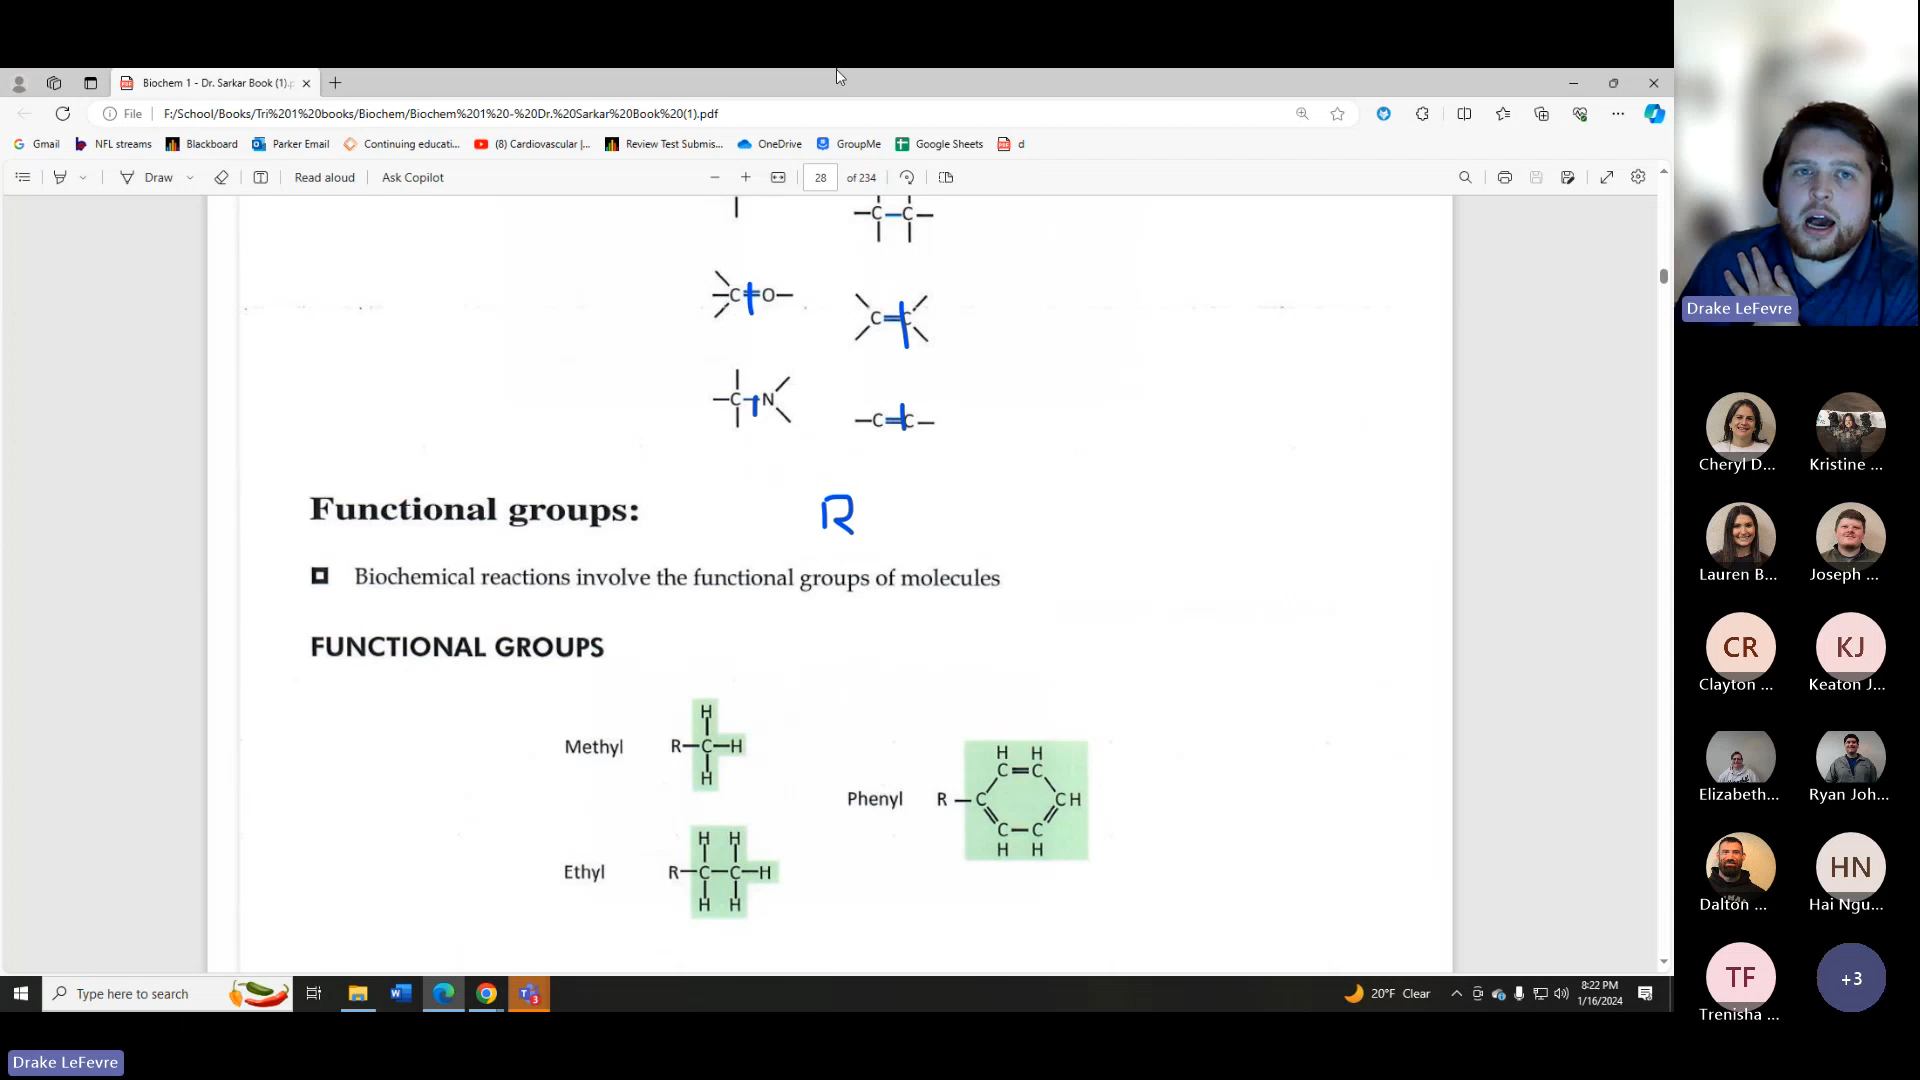 Biochem 1 - Dr. Sarkar Book (1).p
File F:/School/Books/Tri%201%20books/Biochem/Biochem%201%20-%20Dr.%20Sarkar%20Book%20(1).pdf
Gmail NFL streams Blackboard Parker Email Continuing educati... (8) Cardiovascular |... Review Test Submis... OneDrive GroupMe Google Sheets d
Draw Read aloud Ask Copilot 28 of 234
C C
C O
C C
C N
C C
Functional groups: R
Biochemical reactions involve the functional groups of molecules
FUNCTIONAL GROUPS
H
Methyl R—C—H
H
H H
C=C
Phenyl R—C CH
C—C
H H
H H
Ethyl R—C—C—H
H H
Type here to search
3
20°F Clear
8:22 PM
1/16/2024
Drake LeFevre
Cheryl D... Kristine ...
Lauren B... Joseph ...
CR KJ
Clayton ... Keaton J...
Elizabeth... Ryan Joh...
HN
Dalton ... Hai Ngu...
TF +3
Trenisha ...
Drake LeFevre